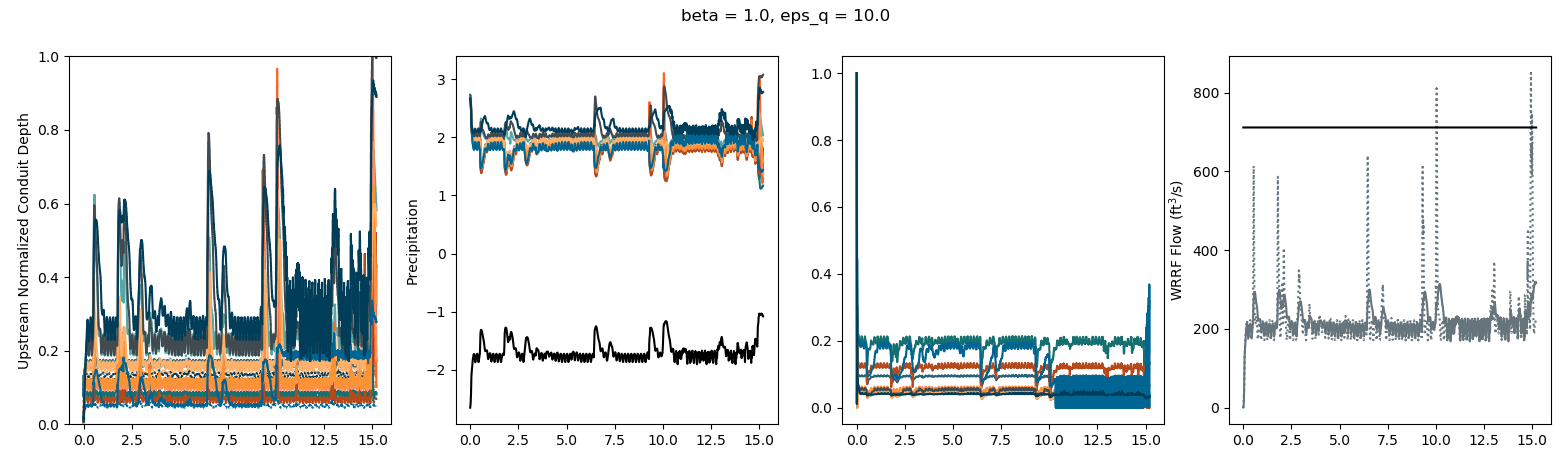 beta = 1.0, eps_q = 10.0
Upstream Normalized Conduit Depth
1.0
0.8
0.6
0.4
0.2
0.0
0.0 2.5 5.0 7.5 10.0 12.5 15.0
Precipitation
3
2
1
0
−1
−2
0.0 2.5 5.0 7.5 10.0 12.5 15.0
1.0
0.8
0.6
0.4
0.2
0.0
0.0 2.5 5.0 7.5 10.0 12.5 15.0
WRRF Flow (ft³/s)
800
600
400
200
0
0.0 2.5 5.0 7.5 10.0 12.5 15.0